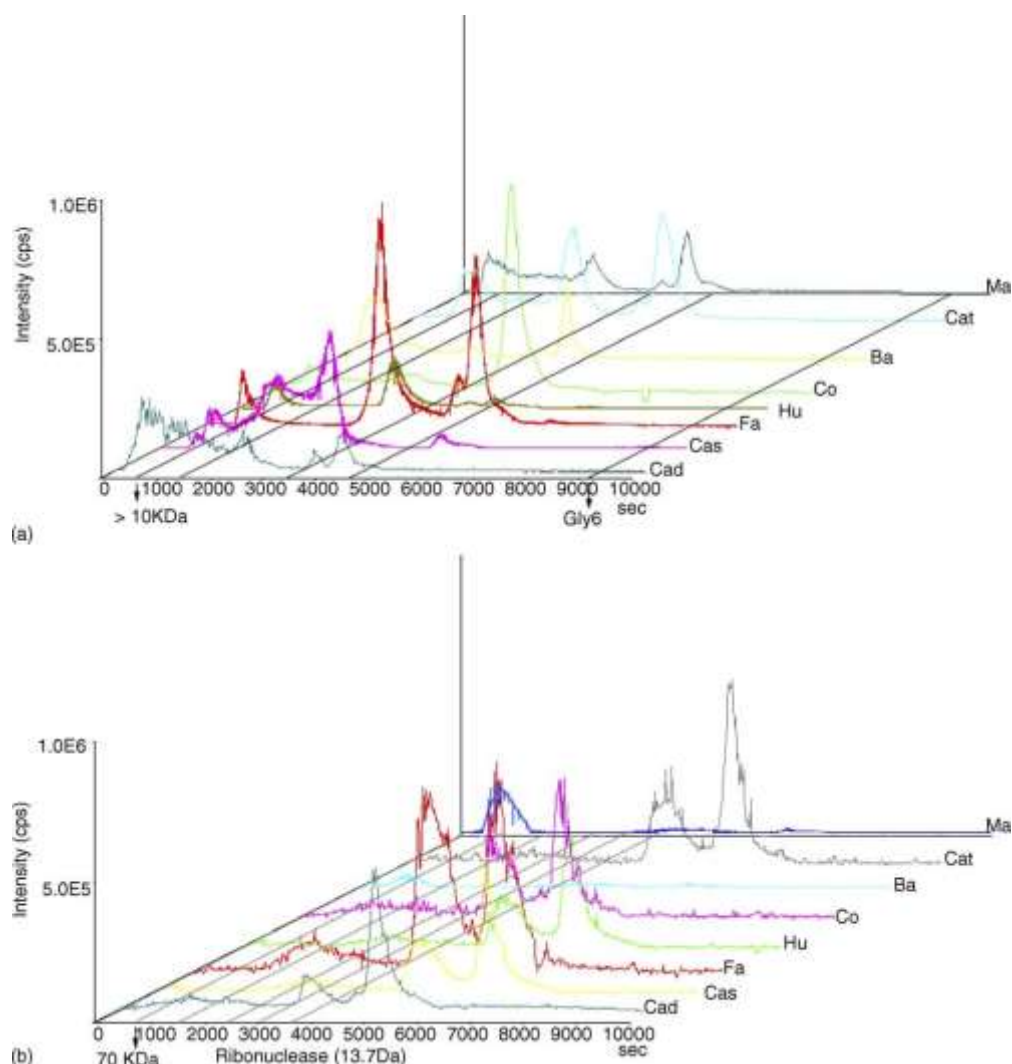 1.0E6
Intensity (cps)
5.0E5
Ma
Cat
Ba
Co
Hu
Fa
Cas
Cad
0 1000 2000 3000 4000 5000 6000 7000 8000 9000 10000 sec
> 10KDa Gly6
(a)
1.0E6
Intensity (cps)
5.0E5
Ma
Cat
Ba
Co
Hu
Fa
Cas
Cad
0 1000 2000 3000 4000 5000 6000 7000 8000 9000 10000 sec
(b) 70 KDa Ribonuclease (13.7Da)